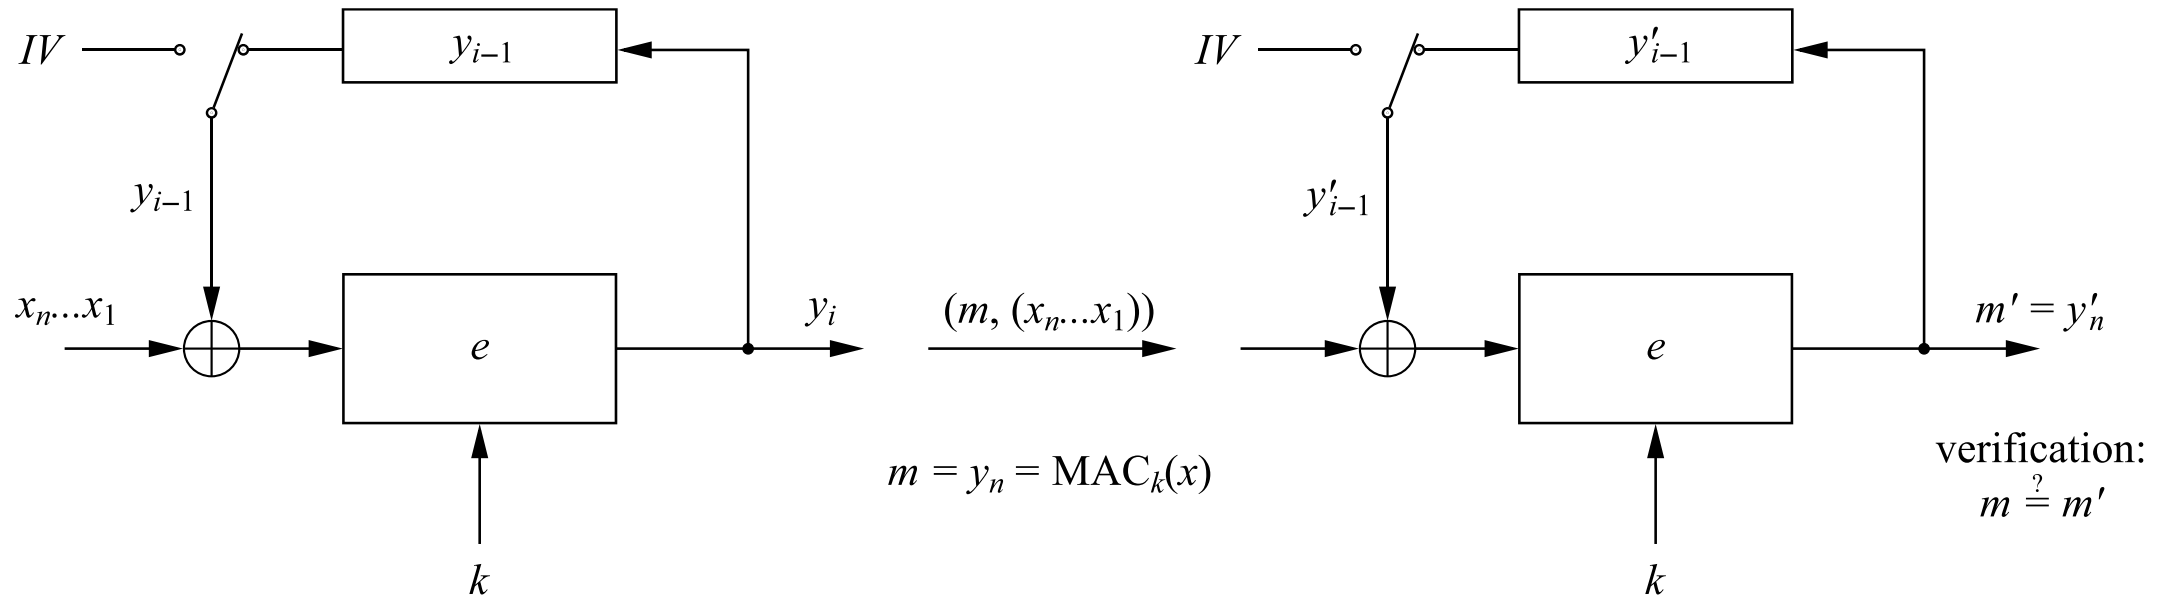 IV
y_{i−1}
y_{i−1}
x_n...x_1
e
y_i
k
(m, (x_n...x_1))
m = y_n = MAC_k(x)
IV
y'_{i−1}
y'_{i−1}
e
m' = y'_n
k
verification:
m ≟ m'